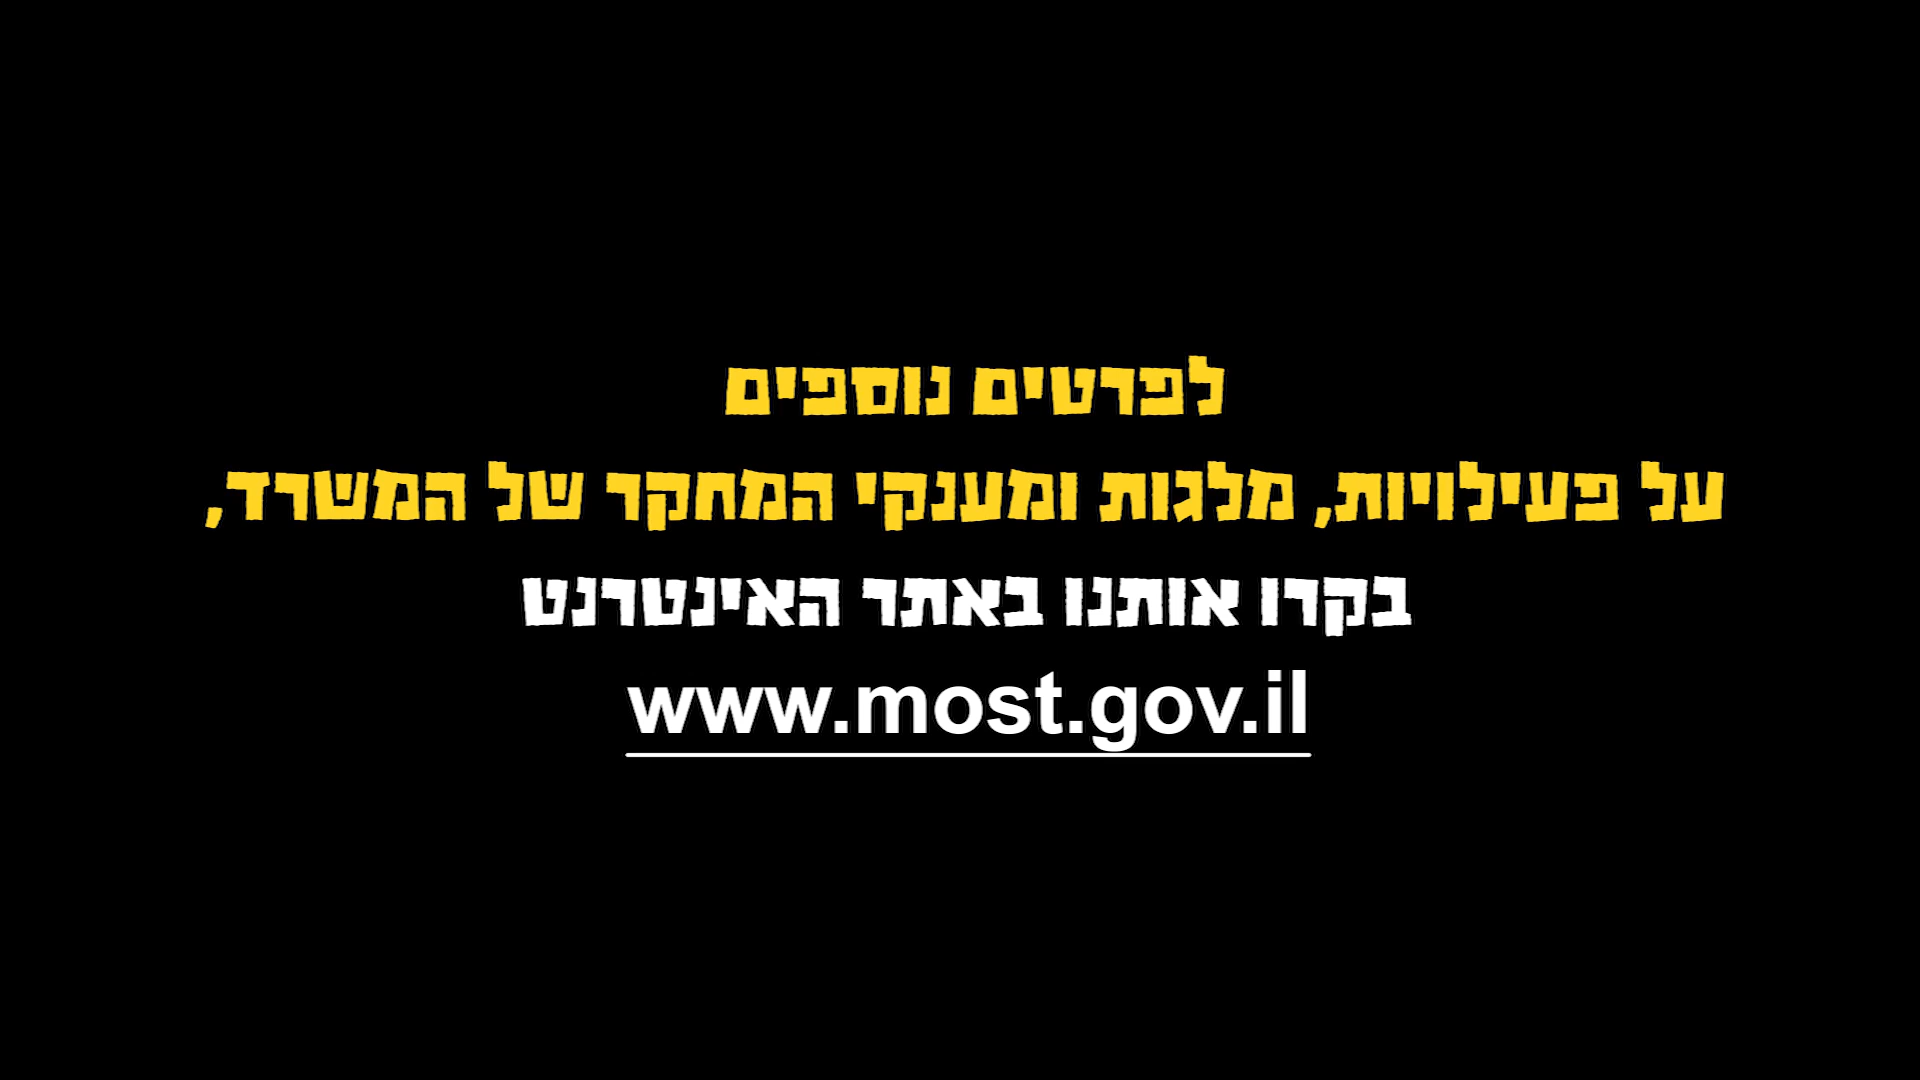 לפרטים נוספים
על פעילויות, מלגות ומענקי המחקר של המשרד,
בקרו אותנו באתר האינטרנט
www.most.gov.il